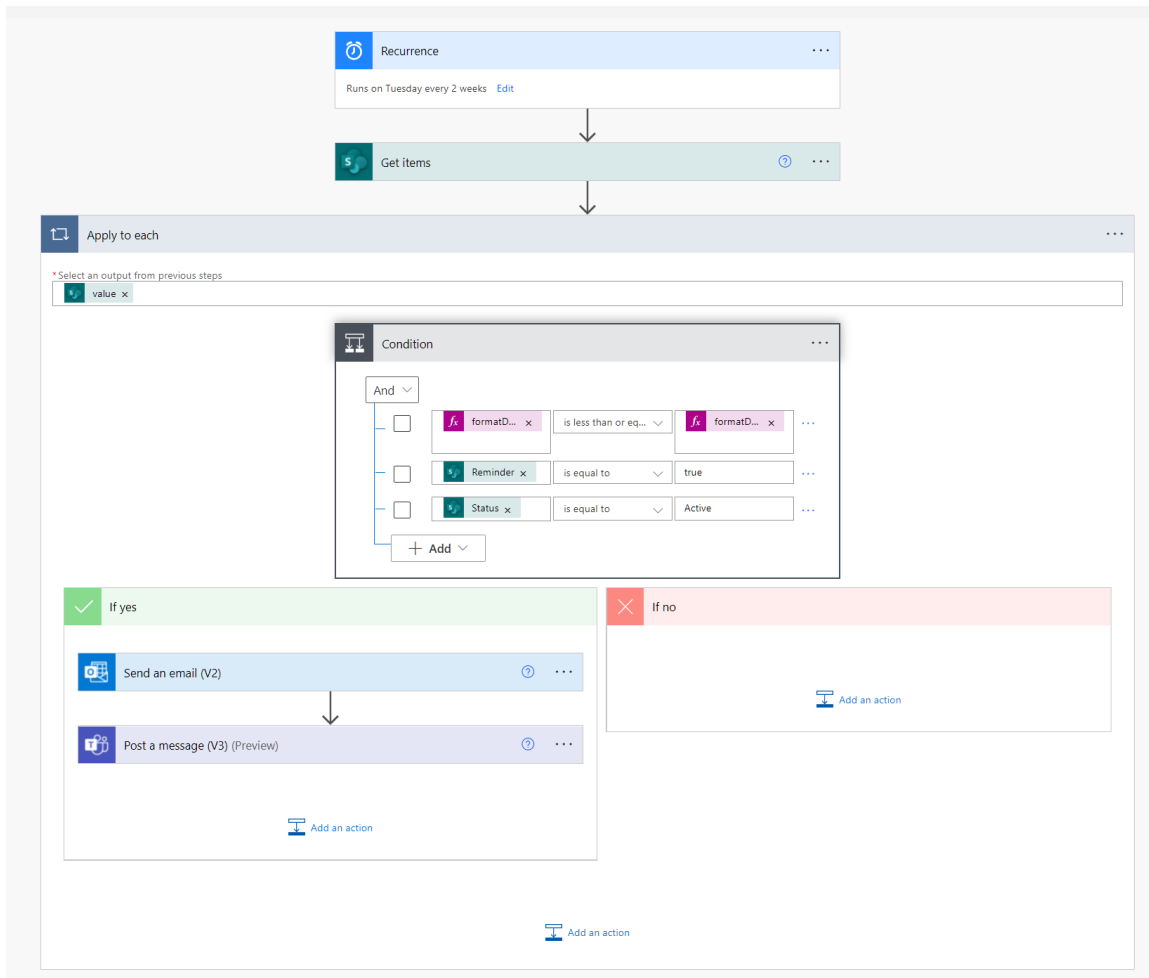 Recurrence ...
Runs on Tuesday every 2 weeks Edit
S Get items ? ...
Apply to each ...
* Select an output from previous steps
S value ×
Condition ...
And
fx formatD... × is less than or eq... fx formatD... × ...
S Reminder × is equal to true ...
S Status × is equal to Active ...
+ Add
If yes
If no
Send an email (V2) ? ...
Add an action
Post a message (V3) (Preview) ? ...
Add an action
Add an action